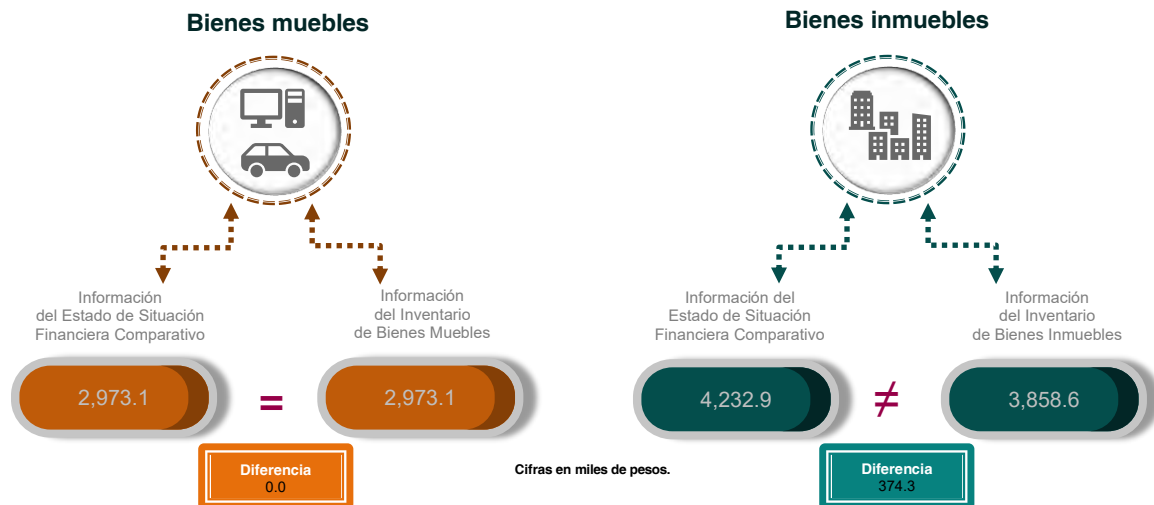 Bienes muebles
Información
del Estado de Situación
Financiera Comparativo
2,973.1
=
Información
del Inventario
de Bienes Muebles
2,973.1
Diferencia
0.0
Cifras en miles de pesos.
Bienes inmuebles
Información del
Estado de Situación
Financiera Comparativo
4,232.9
≠
Información
del Inventario
de Bienes Inmuebles
3,858.6
Diferencia
374.3